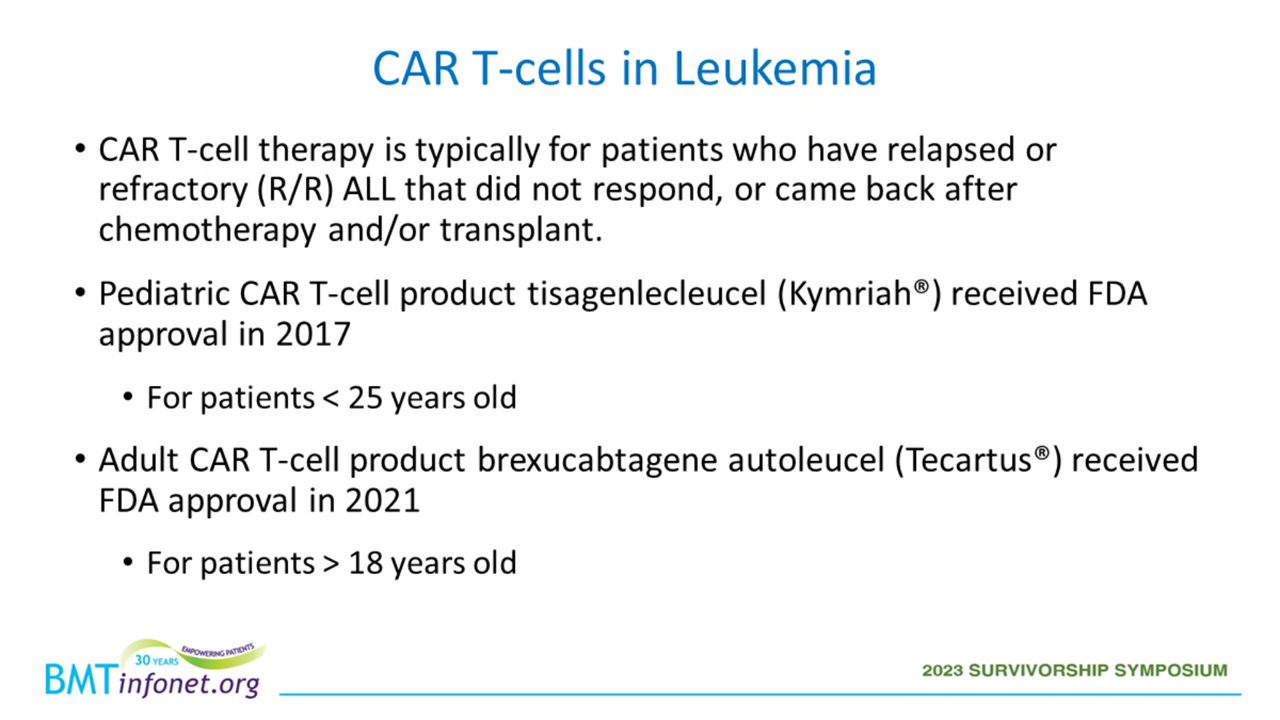 CAR T-cells in Leukemia
• CAR T-cell therapy is typically for patients who have relapsed or
refractory (R/R) ALL that did not respond, or came back after
chemotherapy and/or transplant.
• Pediatric CAR T-cell product tisagenlecleucel (Kymriah®) received FDA
approval in 2017
• For patients < 25 years old
• Adult CAR T-cell product brexucabtagene autoleucel (Tecartus®) received
FDA approval in 2021
• For patients > 18 years old
30 YEARS EMPOWERING PATIENTS
BMTinfonet.org
2023 SURVIVORSHIP SYMPOSIUM